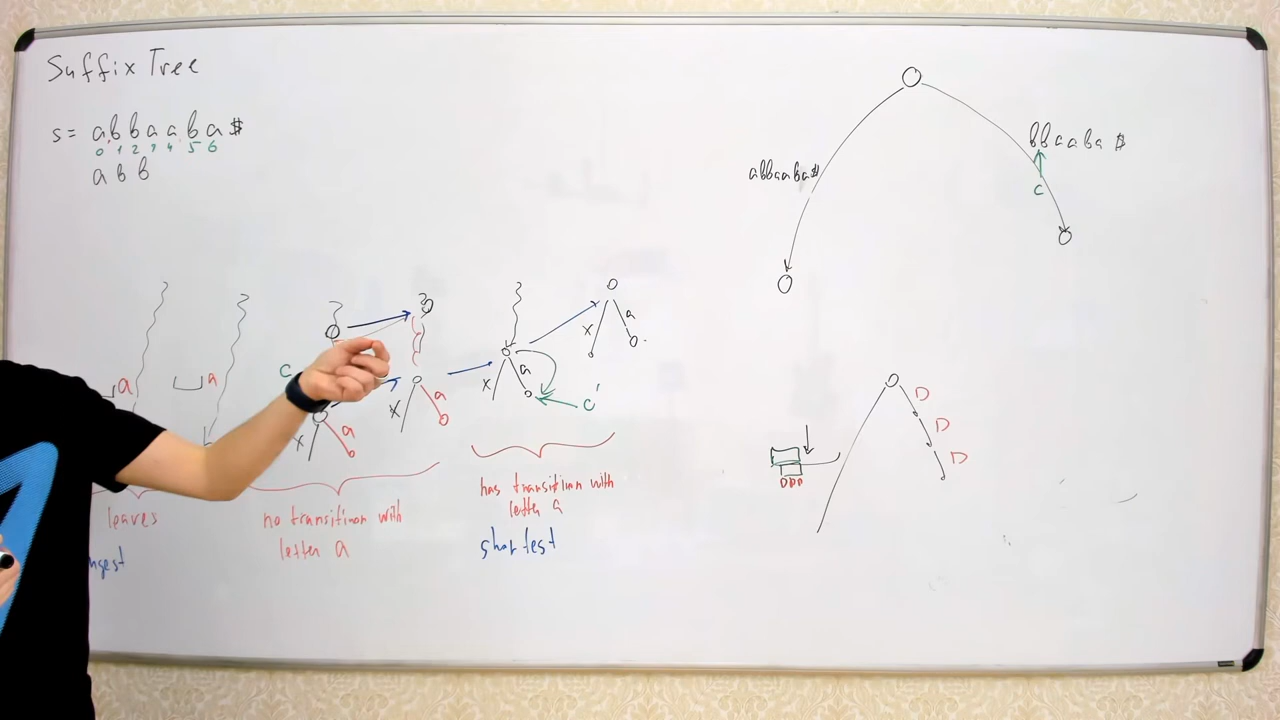 Suffix Tree
s = abbaaba#
0 1 2 3 4 5 6
abb
abbaaba#
bbaaba#
c
a
a
c
x
a
x
a
x
a
c'
x
a
leaves
no transition with
letter a
has transition with
letter a
shortest
D
D
D
DDD